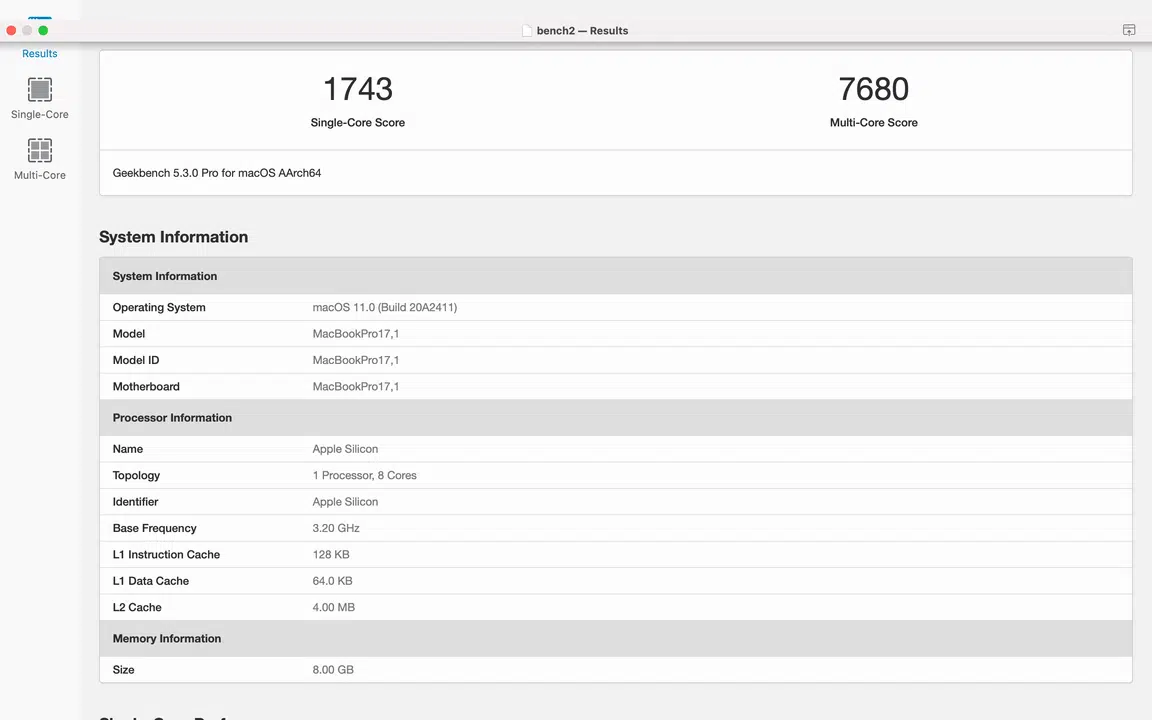 bench2 — Results
Results
Single-Core
Multi-Core
1743
Single-Core Score
7680
Multi-Core Score
Geekbench 5.3.0 Pro for macOS AArch64
System Information
System Information
Operating System macOS 11.0 (Build 20A2411)
Model MacBookPro17,1
Model ID MacBookPro17,1
Motherboard MacBookPro17,1
Processor Information
Name Apple Silicon
Topology 1 Processor, 8 Cores
Identifier Apple Silicon
Base Frequency 3.20 GHz
L1 Instruction Cache 128 KB
L1 Data Cache 64.0 KB
L2 Cache 4.00 MB
Memory Information
Size 8.00 GB